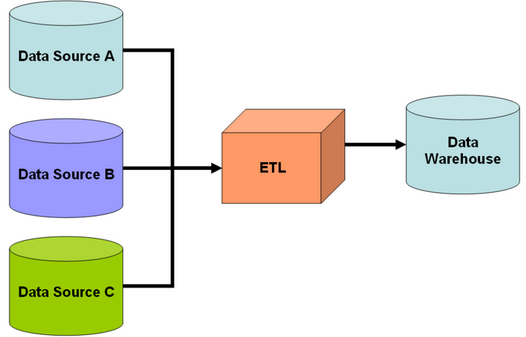 Data Source A
Data Source B
Data Source C
ETL
Data
Warehouse